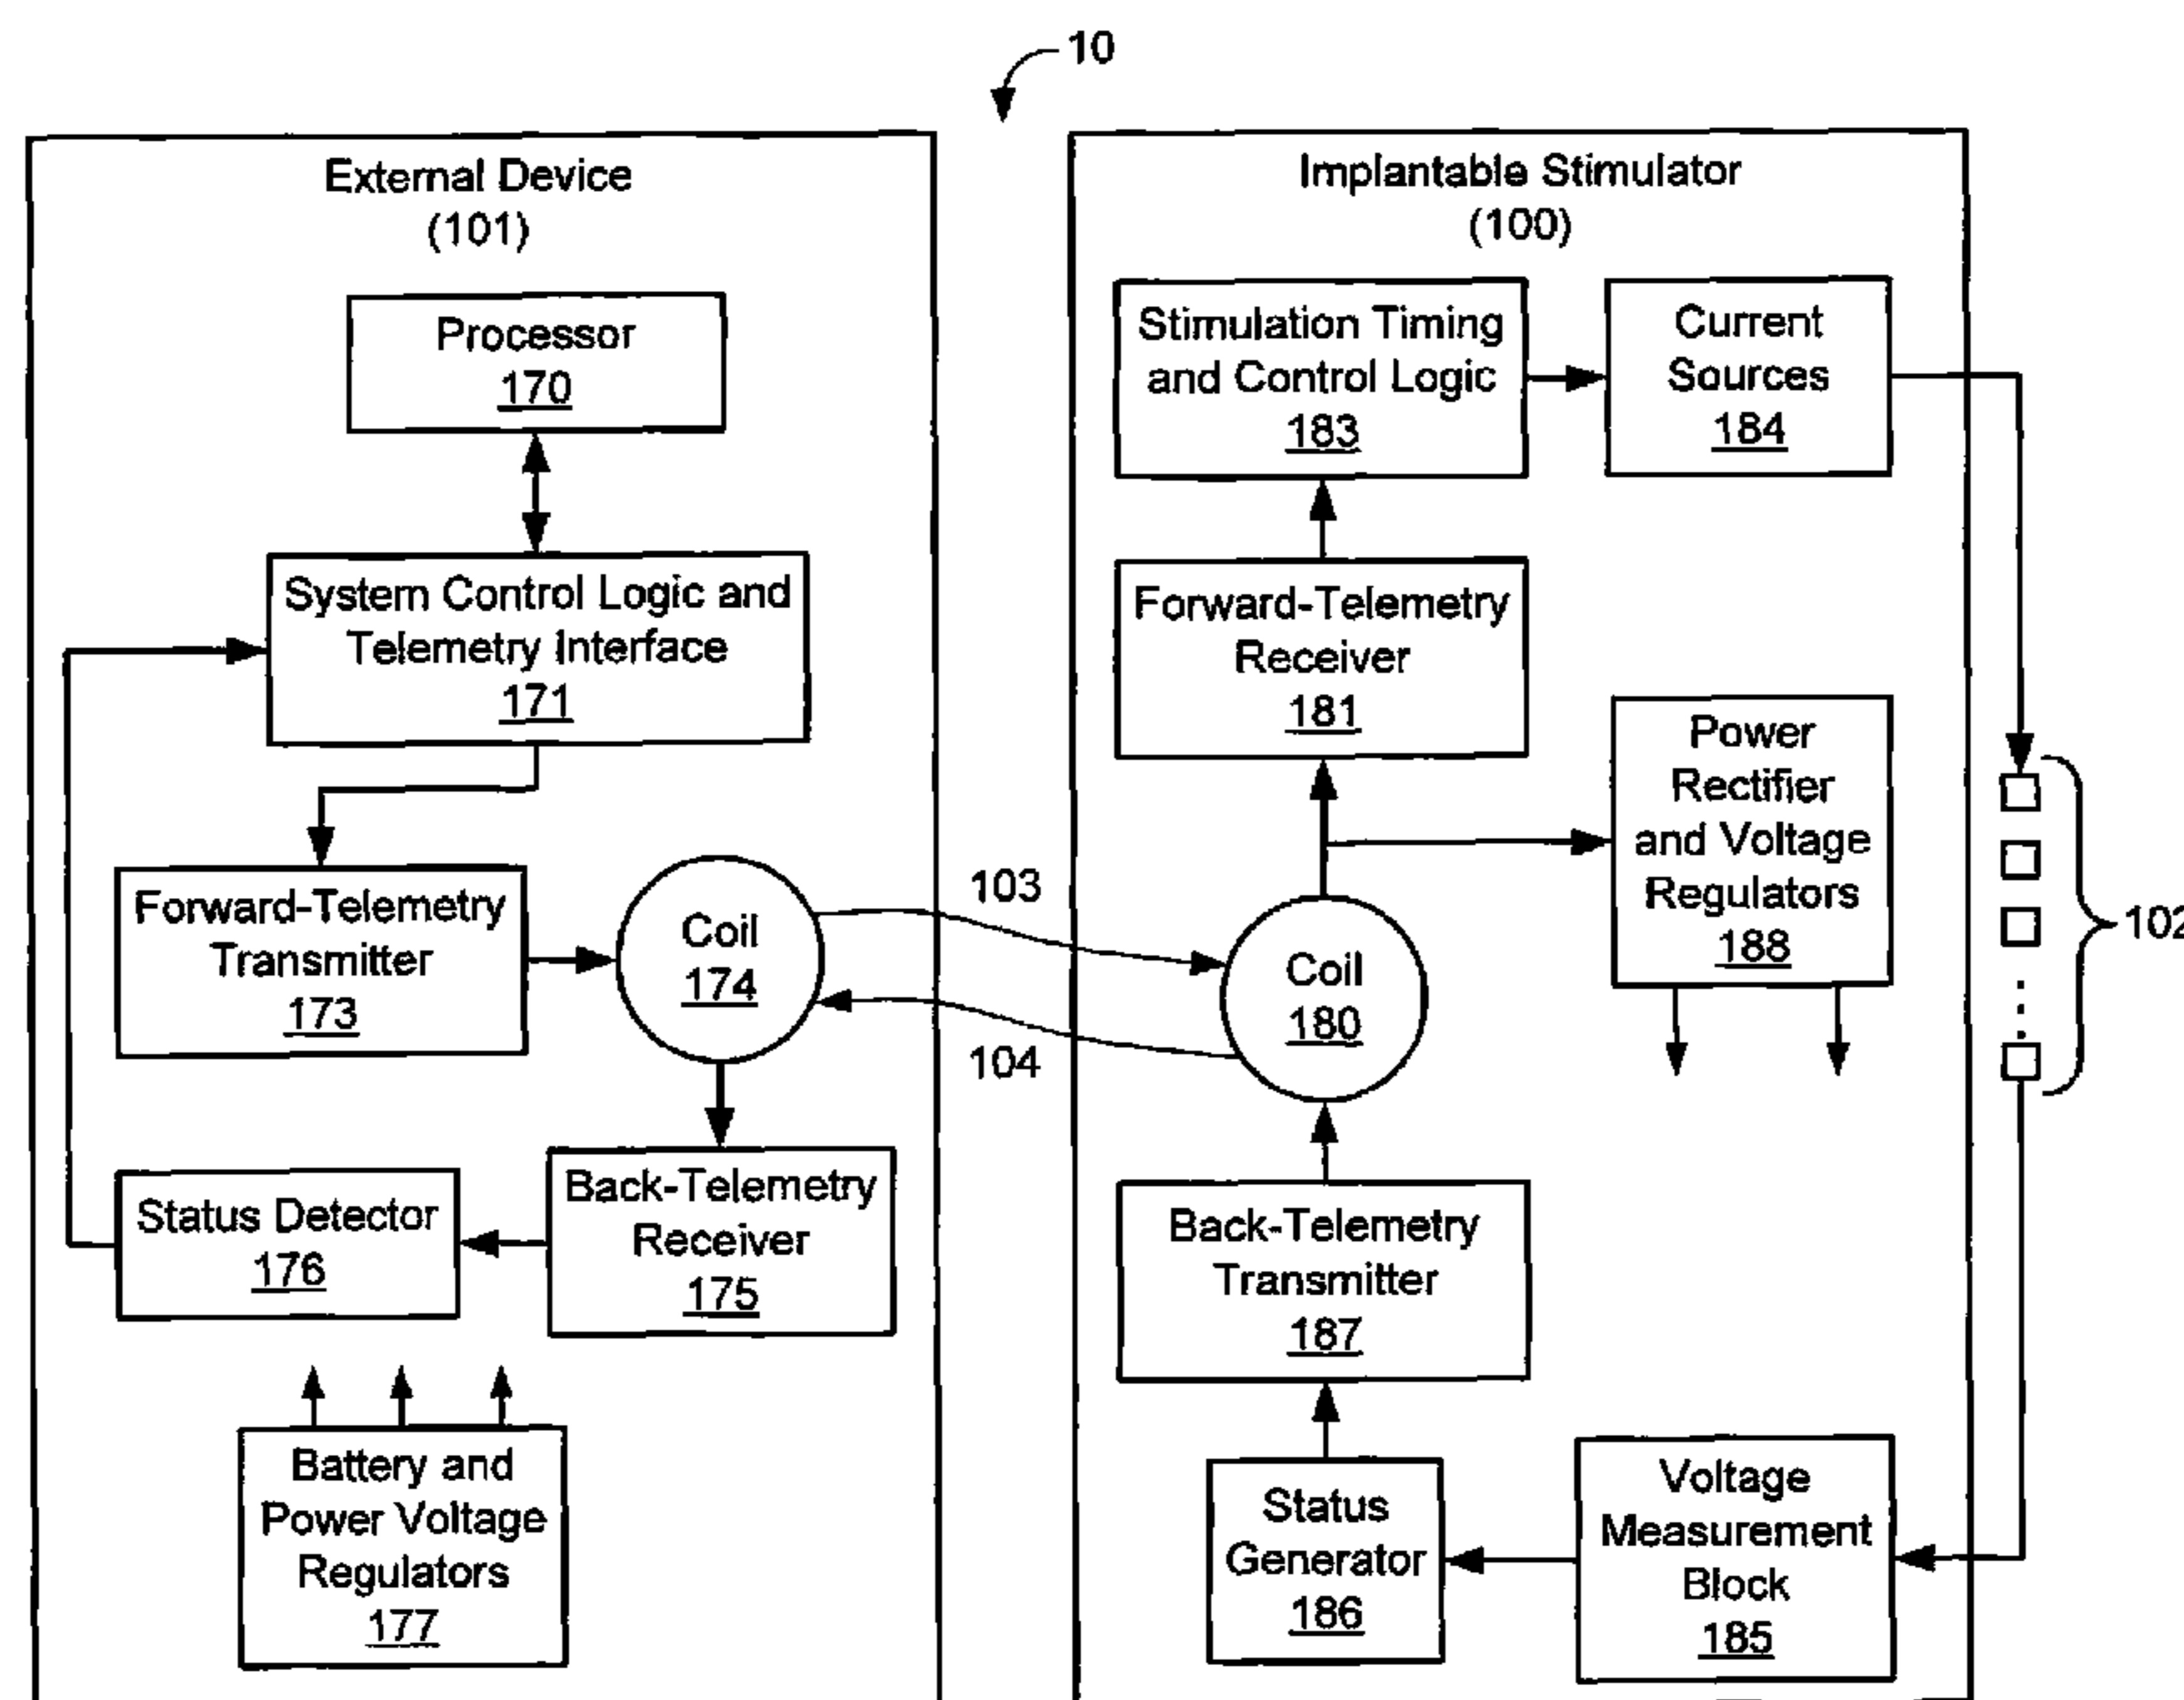 10
External Device
(101)
Processor
170
System Control Logic and
Telemetry Interface
171
Forward-Telemetry
Transmitter
173
Coil
174
Status Detector
176
Back-Telemetry
Receiver
175
Battery and
Power Voltage
Regulators
177
103
104
Implantable Stimulator
(100)
Stimulation Timing
and Control Logic
183
Current
Sources
184
Forward-Telemetry
Receiver
181
Power
Rectifier
and Voltage
Regulators
188
Coil
180
102
Back-Telemetry
Transmitter
187
Status
Generator
186
Voltage
Measurement
Block
185